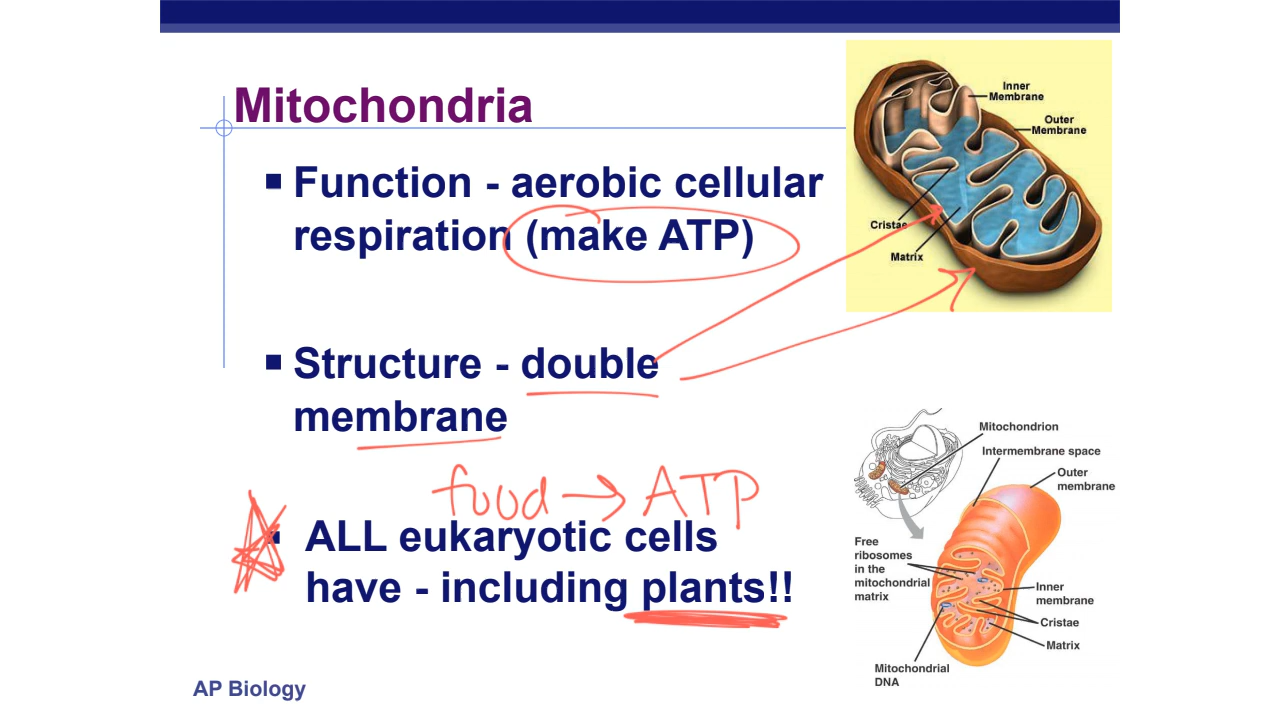 Mitochondria
Function - aerobic cellular
respiration (make ATP)
Structure - double
membrane
food → ATP
ALL eukaryotic cells
have - including plants!!
AP Biology
Inner
Membrane
Outer
Membrane
Cristae
Matrix
Mitochondrion
Intermembrane space
Outer
membrane
Free
ribosomes
in the
mitochondrial
matrix
Inner
membrane
Cristae
Matrix
Mitochondrial
DNA